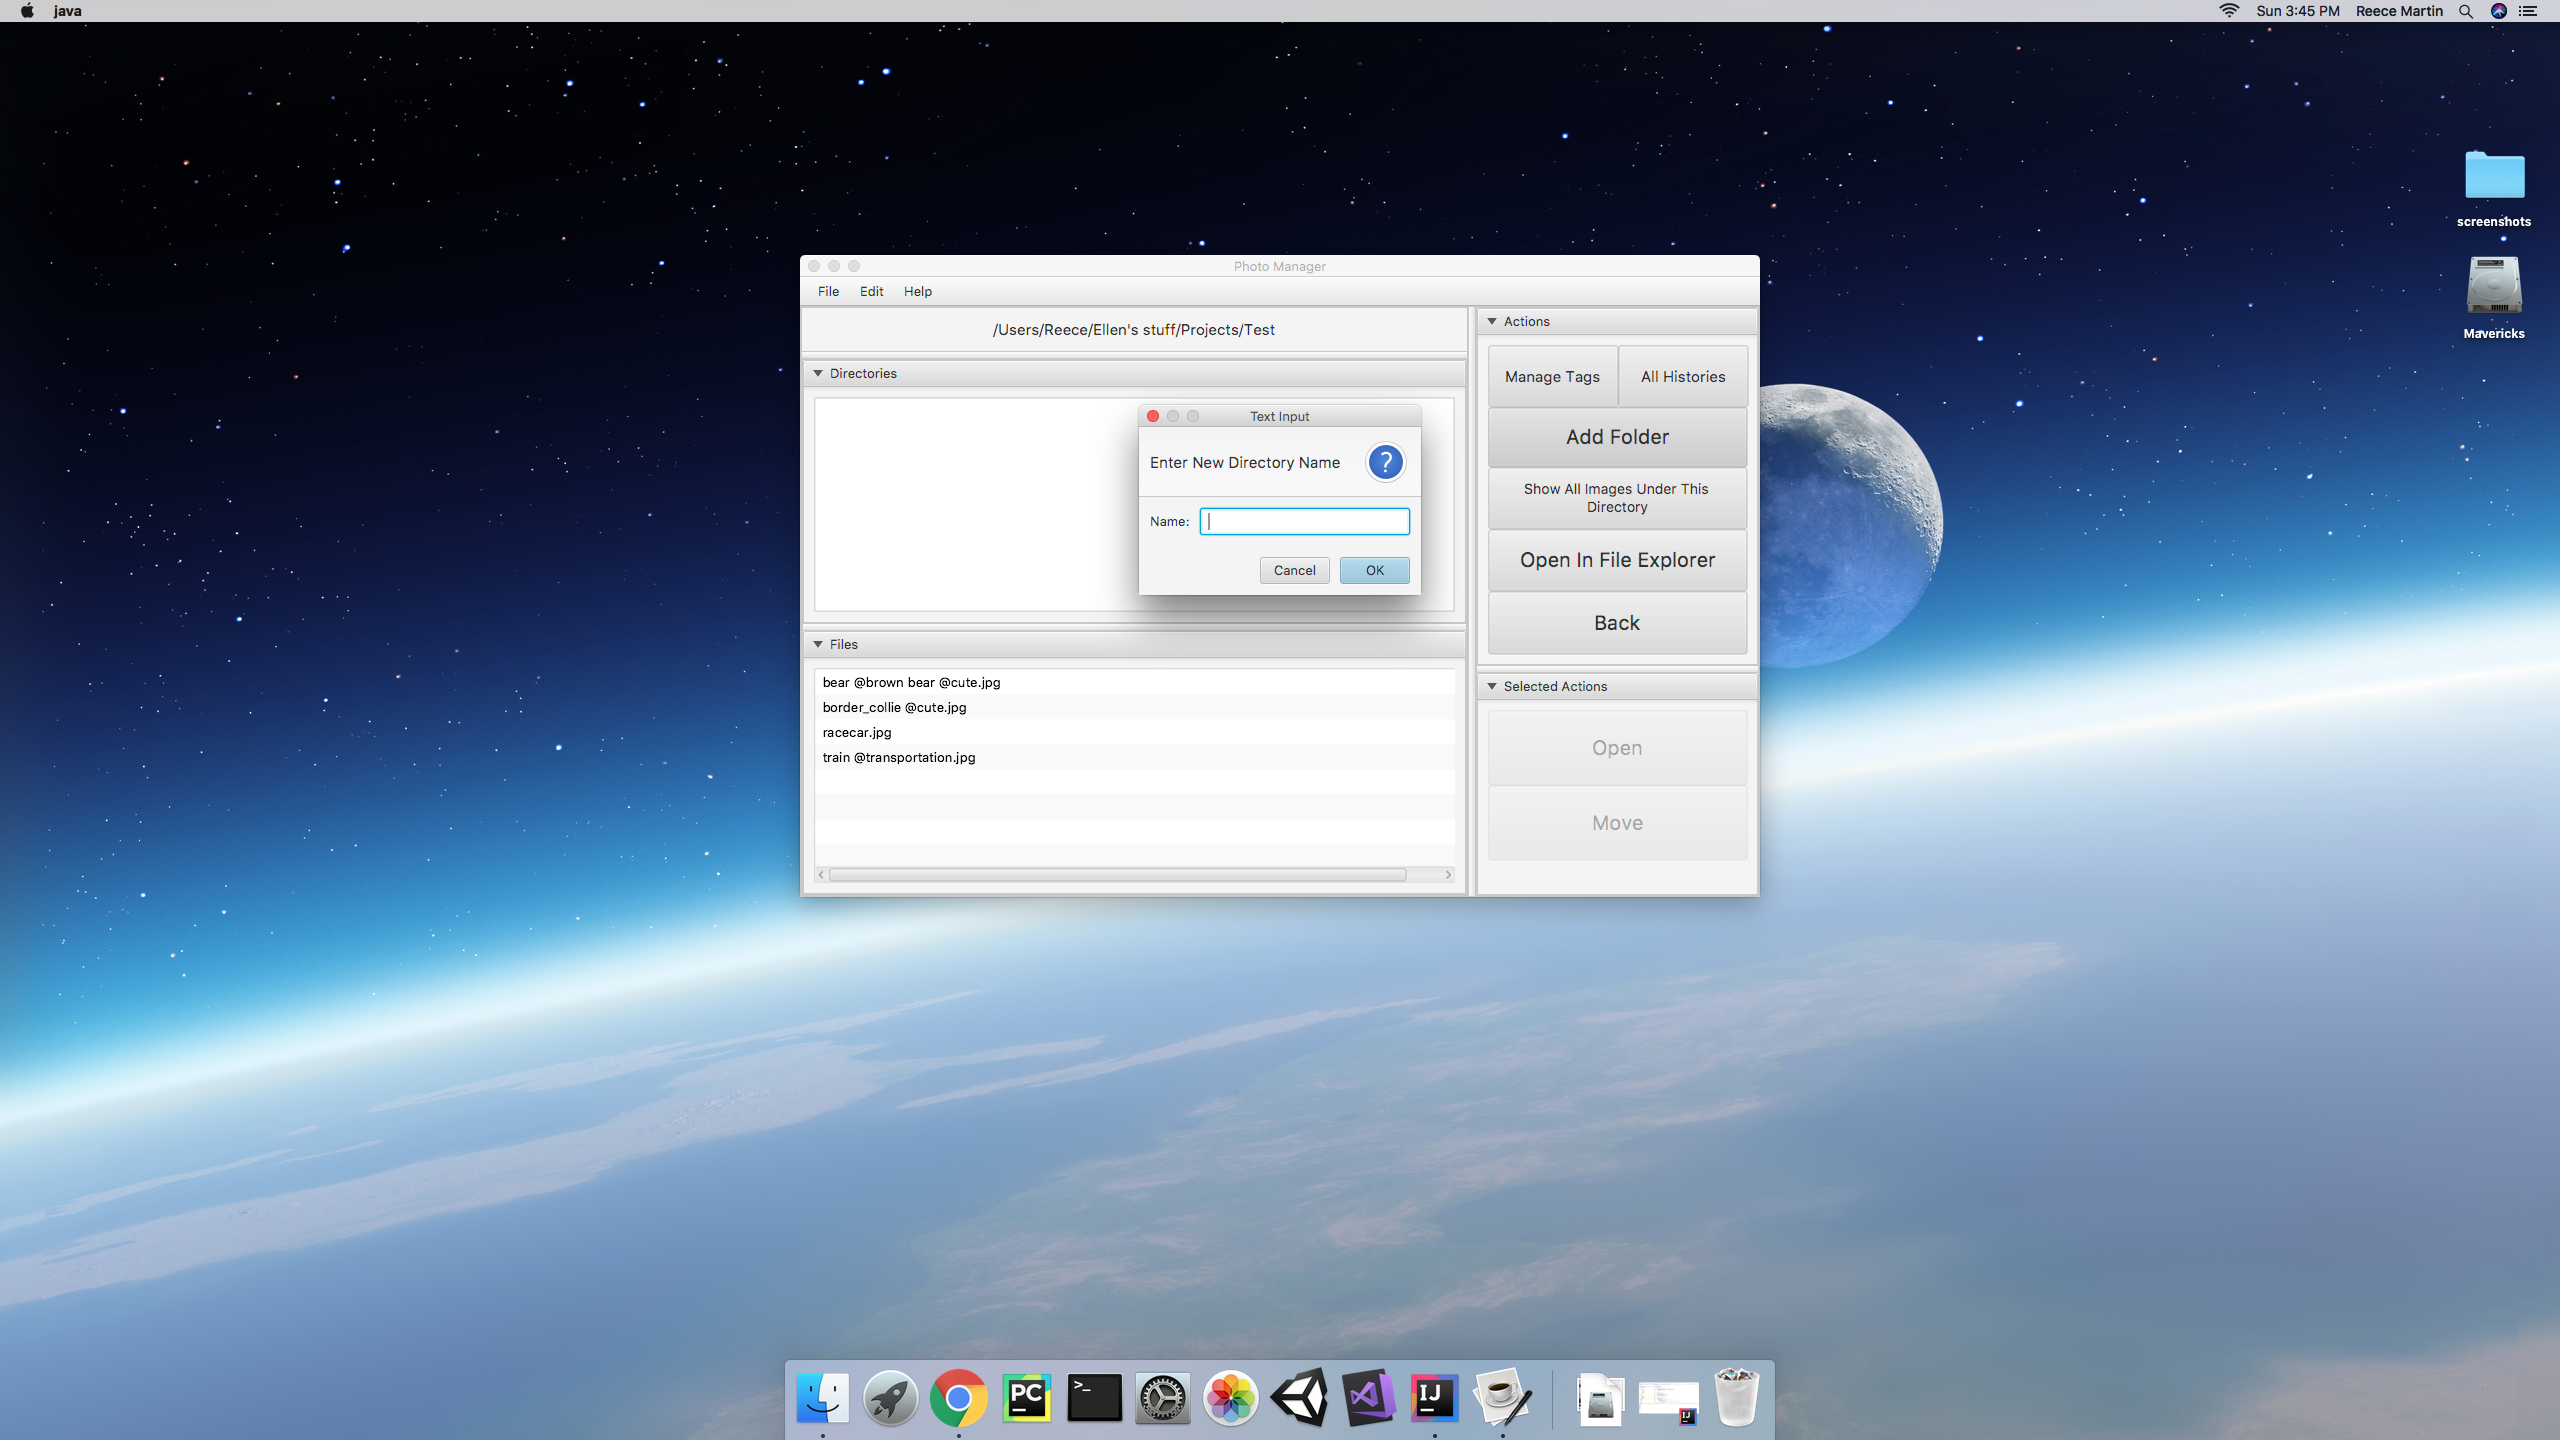 java
Sun 3:45 PM Reece Martin
screenshots
Mavericks
Photo Manager
File Edit Help
/Users/Reece/Ellen's stuff/Projects/Test
Directories
Text Input
Enter New Directory Name
?
Name:
Cancel OK
Files
bear @brown bear @cute.jpg
border_collie @cute.jpg
racecar.jpg
train @transportation.jpg
Actions
Manage Tags All Histories
Add Folder
Show All Images Under This
Directory
Open In File Explorer
Back
Selected Actions
Open
Move
PC
>_
IJ
IJ